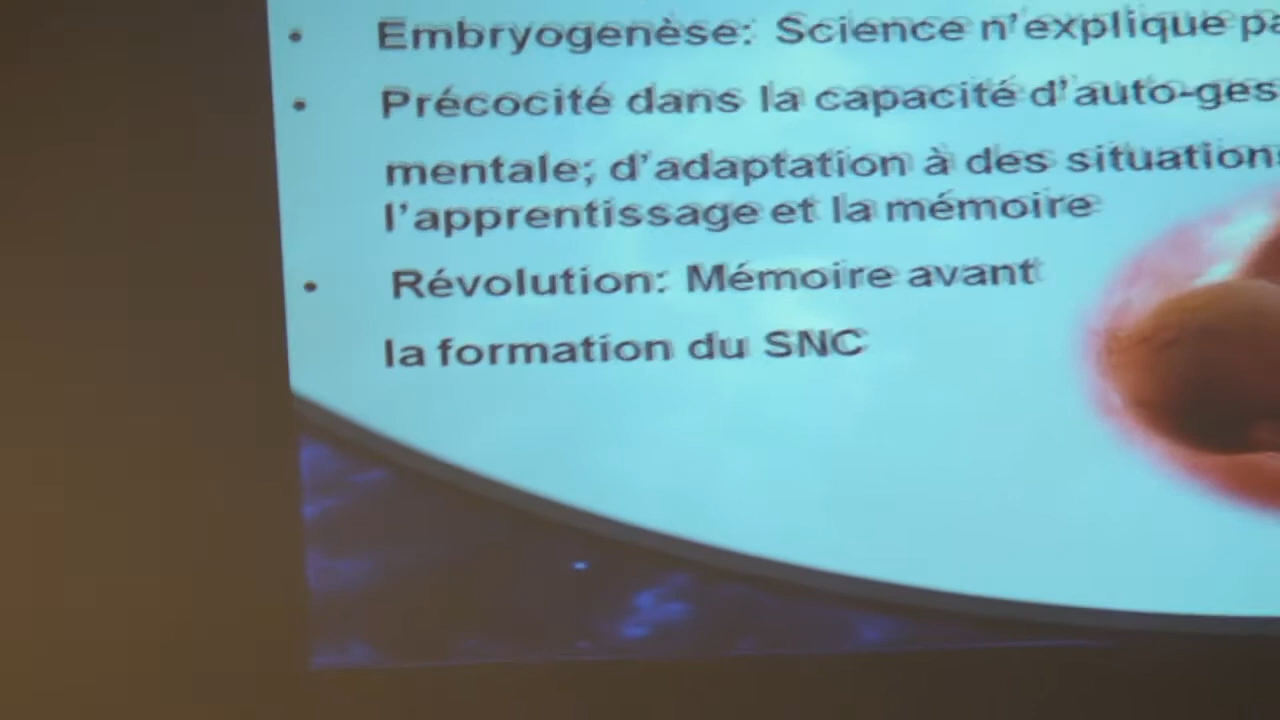 • Embryogenèse: Science n'explique pa
• Précocité dans la capacité d'auto-ges
mentale; d'adaptation à des situation
l'apprentissage et la mémoire
• Révolution: Mémoire avant
la formation du SNC